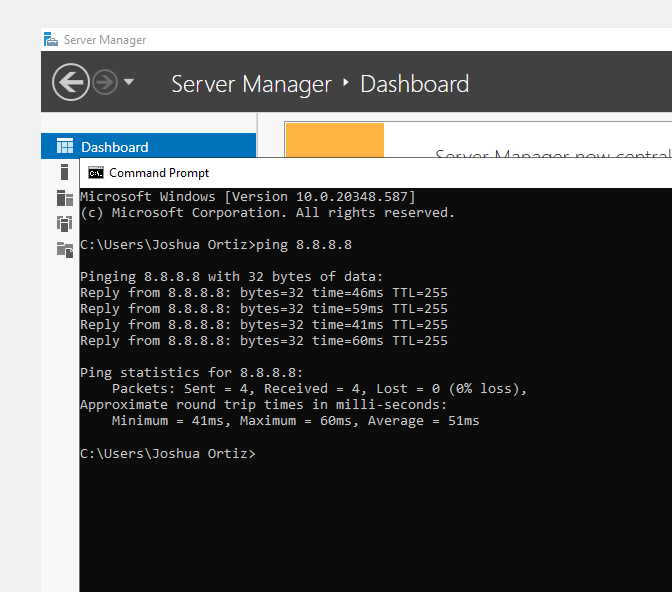 Server Manager
Server Manager ‣ Dashboard
Dashboard
Server Manager now central
Command Prompt
Microsoft Windows [Version 10.0.20348.587]
(c) Microsoft Corporation. All rights reserved.
C:\Users\Joshua Ortiz>ping 8.8.8.8
Pinging 8.8.8.8 with 32 bytes of data:
Reply from 8.8.8.8: bytes=32 time=46ms TTL=255
Reply from 8.8.8.8: bytes=32 time=59ms TTL=255
Reply from 8.8.8.8: bytes=32 time=41ms TTL=255
Reply from 8.8.8.8: bytes=32 time=60ms TTL=255
Ping statistics for 8.8.8.8:
    Packets: Sent = 4, Received = 4, Lost = 0 (0% loss),
Approximate round trip times in milli-seconds:
    Minimum = 41ms, Maximum = 60ms, Average = 51ms
C:\Users\Joshua Ortiz>